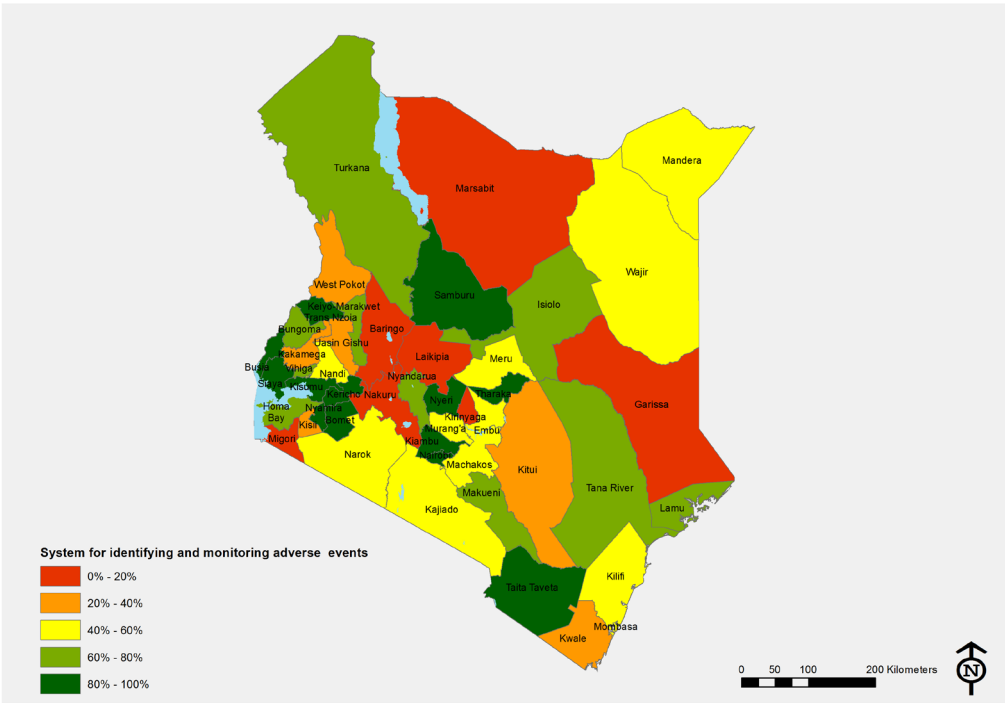 Turkana
Marsabit
Mandera
Wajir
West Pokot
Samburu
Isiolo
Keiyo-Marakwet
Trans Nzoia
Bungoma
Baringo
Uasin Gishu
Kakamega
Laikipia
Meru
Busia
Vihiga
Nandi
Nyandarua
Siaya
Kisomu
Kericho
Nakuru
Nyeri
Tharaka
Garissa
Homa
Bay
Nyamira
Bomet
Kirinyaga
Murang'a
Embu
Migori
Kisii
Kiambu
Nairobi
Narok
Machakos
Kitui
Makueni
Tana River
Kajiado
Lamu
Taita Taveta
Kilifi
Mombasa
Kwale
System for identifying and monitoring adverse events
0% - 20%
20% - 40%
40% - 60%
60% - 80%
80% - 100%
0 50 100 200 Kilometers
N